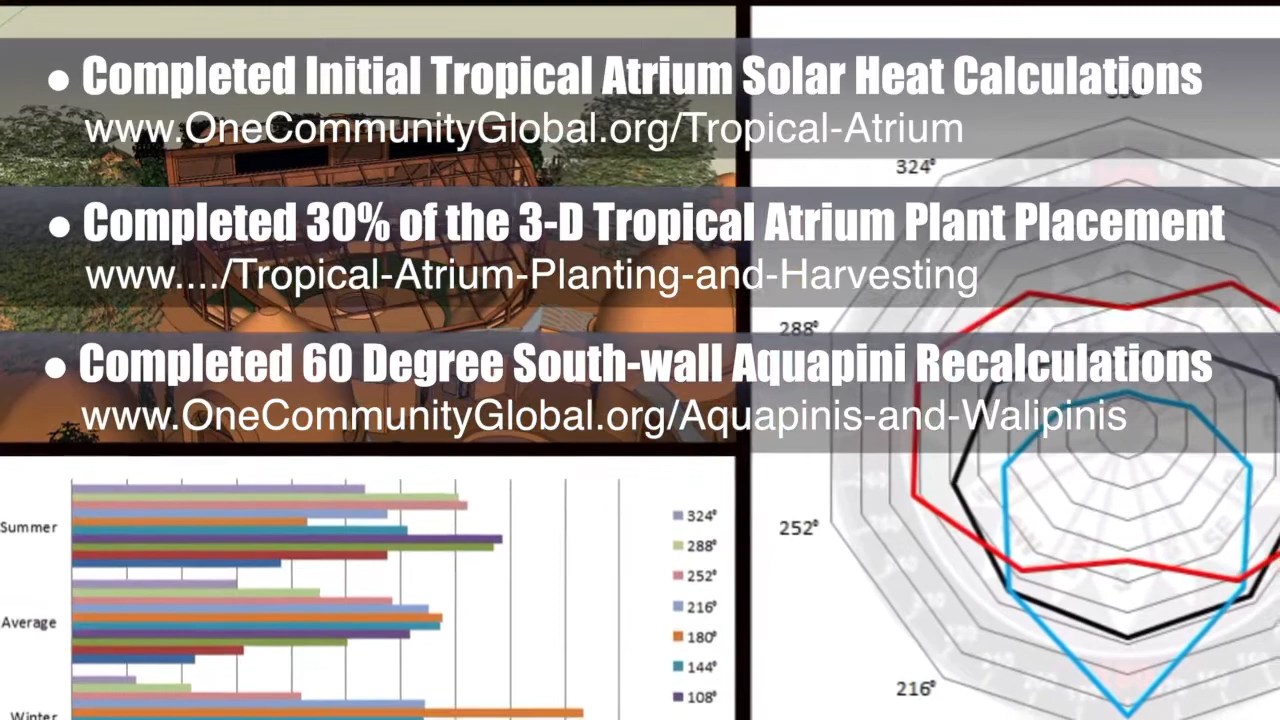 ● Completed Initial Tropical Atrium Solar Heat Calculations
www.OneCommunityGlobal.org/Tropical-Atrium
● Completed 30% of the 3-D Tropical Atrium Plant Placement
www..../Tropical-Atrium-Planting-and-Harvesting
● Completed 60 Degree South-wall Aquapini Recalculations
www.OneCommunityGlobal.org/Aquapinis-and-Walipinis
324°
288°
252°
216°
Summer
Average
Winter
324°
288°
252°
216°
180°
144°
108°